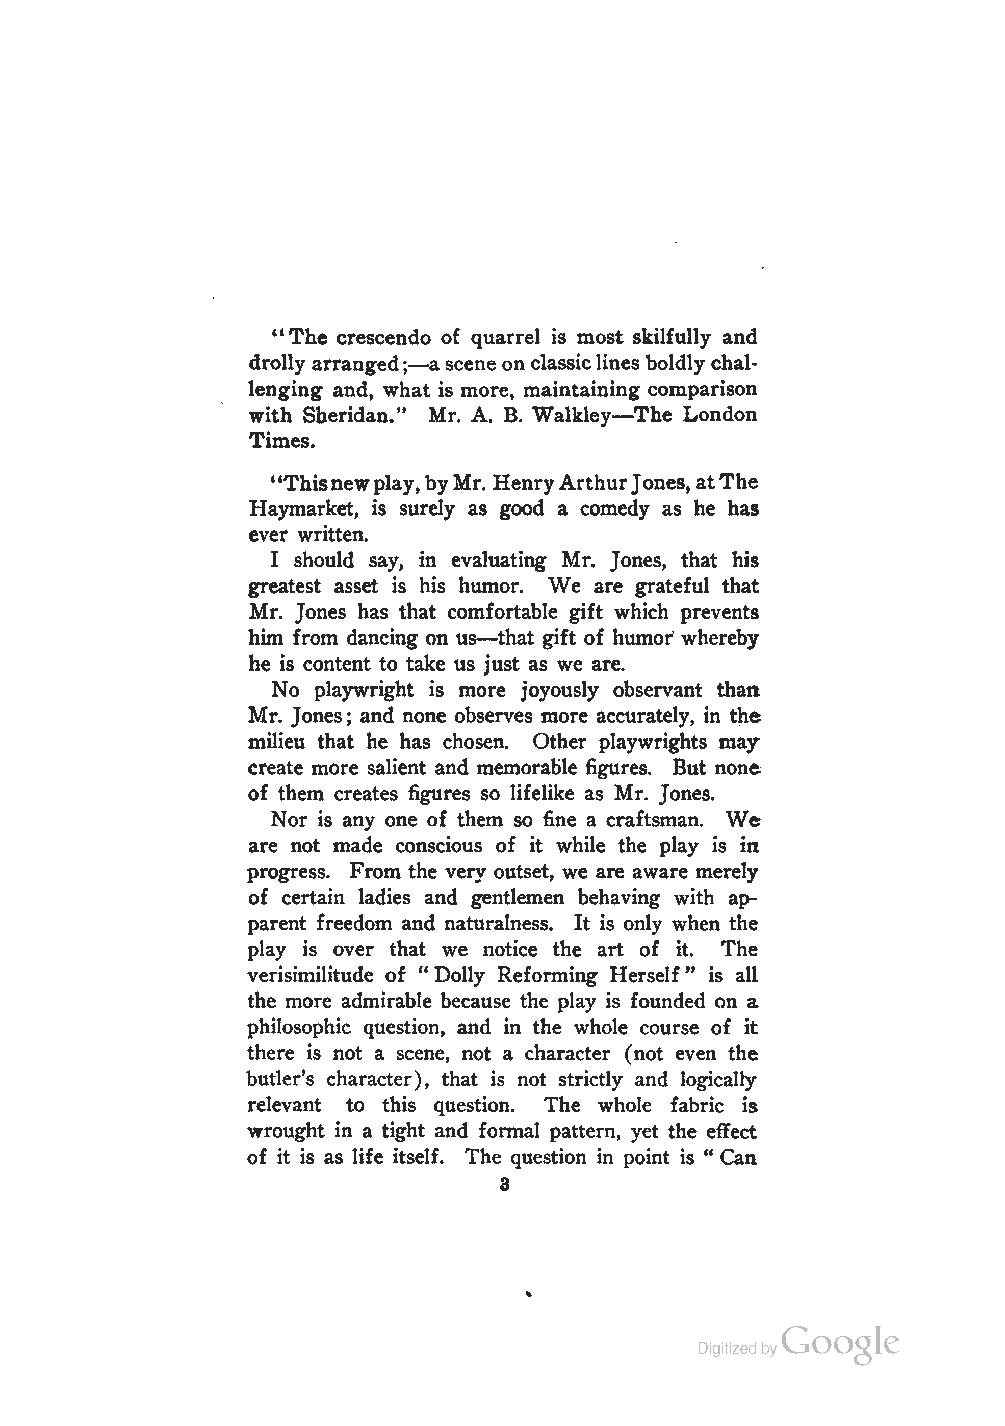 “The crescendo of quarrel is most skilfully and
drolly arranged;—a scene on classic lines boldly chal-
lenging and, what is more, maintaining comparison
with Sheridan.” Mr. A. B. Walkley—The London
Times.
“This new play, by Mr. Henry Arthur Jones, at The
Haymarket, is surely as good a comedy as he has
ever written.
I should say, in evaluating Mr. Jones, that his
greatest asset is his humor. We are grateful that
Mr. Jones has that comfortable gift which prevents
him from dancing on us—that gift of humor whereby
he is content to take us just as we are.
No playwright is more joyously observant than
Mr. Jones; and none observes more accurately, in the
milieu that he has chosen. Other playwrights may
create more salient and memorable figures. But none
of them creates figures so lifelike as Mr. Jones.
Nor is any one of them so fine a craftsman. We
are not made conscious of it while the play is in
progress. From the very outset, we are aware merely
of certain ladies and gentlemen behaving with ap-
parent freedom and naturalness. It is only when the
play is over that we notice the art of it. The
verisimilitude of “Dolly Reforming Herself” is all
the more admirable because the play is founded on a
philosophic question, and in the whole course of it
there is not a scene, not a character (not even the
butler's character), that is not strictly and logically
relevant to this question. The whole fabric is
wrought in a tight and formal pattern, yet the effect
of it is as life itself. The question in point is “Can
3
Digitized by Google